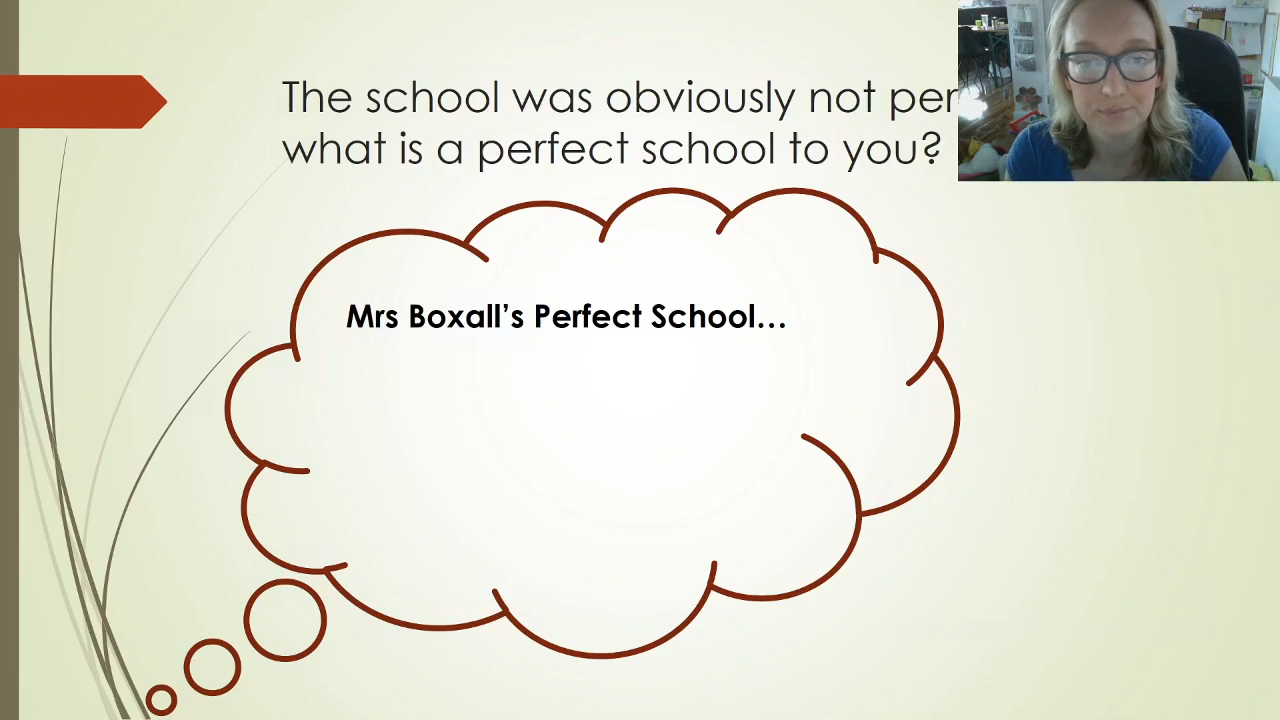 The school was obviously not per
what is a perfect school to you?
Mrs Boxall's Perfect School…